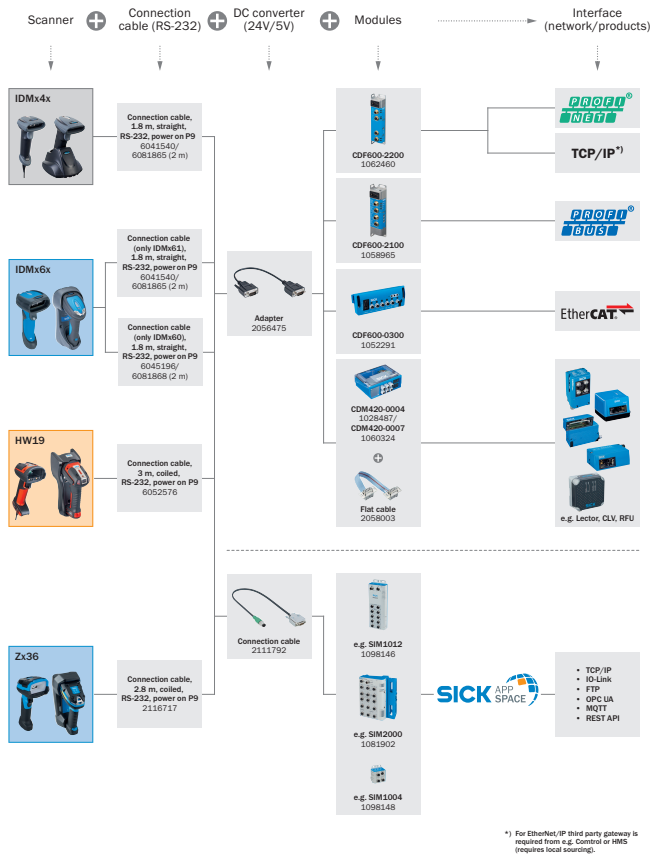 Scanner
Connection
cable (RS-232)
DC converter
(24V/5V)
Modules
Interface
(network/products)
IDMx4x
Connection cable,
1.8 m, straight,
RS-232, power on P9
6041540/
6081865 (2 m)
CDF600-2200
1062460
PROFI
NET®
TCP/IP*)
CDF600-2100
1058965
PROFI
BUS®
IDMx6x
Connection cable
(only IDMx61),
1.8 m, straight,
RS-232, power on P9
6041540/
6081865 (2 m)
Connection cable
(only IDMx60),
1.8 m, straight,
RS-232, power on P9
6045196/
6081868 (2 m)
Adapter
2056475
CDF600-0300
1052291
EtherCAT®
CDM420-0004
1028487/
CDM420-0007
1060324
Flat cable
2058003
e.g. Lector, CLV, RFU
HW19
Connection cable,
3 m, coiled,
RS-232, power on P9
6052576
Connection cable
2111792
e.g. SIM1012
1098146
Zx36
Connection cable,
2.8 m, coiled,
RS-232, power on P9
2116717
e.g. SIM2000
1081902
e.g. SIM1004
1098148
SICK APP
SPACE
• TCP/IP
• IO-Link
• FTP
• OPC UA
• MQTT
• REST API
*) For EtherNet/IP third party gateway is
required from e.g. Comtrol or HMS
(requires local sourcing).